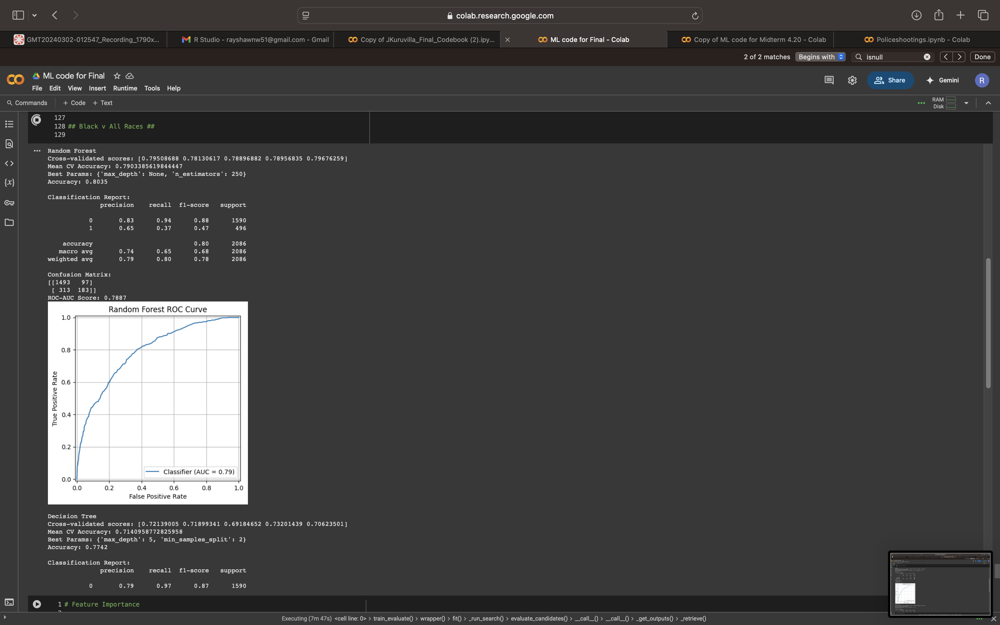 colab.research.google.com
GMT20240302-012547_Recording_1790x...
R Studio - rayshawnw51@gmail.com - Gmail
Copy of JKuruvilla_Final_Codebook (2).ipy...
ML code for Final - Colab
Copy of ML code for Midterm 4.20 - Colab
Policeshootings.ipynb - Colab
2 of 2 matches
Begins with
isnull
Done
ML code for Final
File Edit View Insert Runtime Tools Help
Share
Gemini
R
Commands
+ Code + Text
RAM
Disk
127
128 ## Black v All Races ##
129
Random Forest
Cross-validated scores: [0.79508688 0.78130617 0.78896882 0.78956835 0.79676259]
Mean CV Accuracy: 0.7903385619844447
Best Params: {'max_depth': None, 'n_estimators': 250}
Accuracy: 0.8035
Classification Report:
precision recall f1-score support
0 0.83 0.94 0.88 1590
1 0.65 0.37 0.47 496
accuracy 0.80 2086
macro avg 0.74 0.65 0.68 2086
weighted avg 0.79 0.80 0.78 2086
Confusion Matrix:
[[1493 97]
[ 313 183]]
ROC-AUC Score: 0.7887
Random Forest ROC Curve
1.0
0.8
0.6
0.4
0.2
0.0
True Positive Rate
Classifier (AUC = 0.79)
0.0 0.2 0.4 0.6 0.8 1.0
False Positive Rate
Decision Tree
Cross-validated scores: [0.72139005 0.71899341 0.69184652 0.73201439 0.70623501]
Mean CV Accuracy: 0.7140958772825958
Best Params: {'max_depth': 5, 'min_samples_split': 2}
Accuracy: 0.7742
Classification Report:
precision recall f1-score support
0 0.79 0.97 0.87 1590
1 # Feature Importance
Executing (7m 47s) <cell line: 0> > train_evaluate() > wrapper() > fit() > _run_search() > evaluate_candidates() > __call__() > __call__() > _get_outputs() > _retrieve()